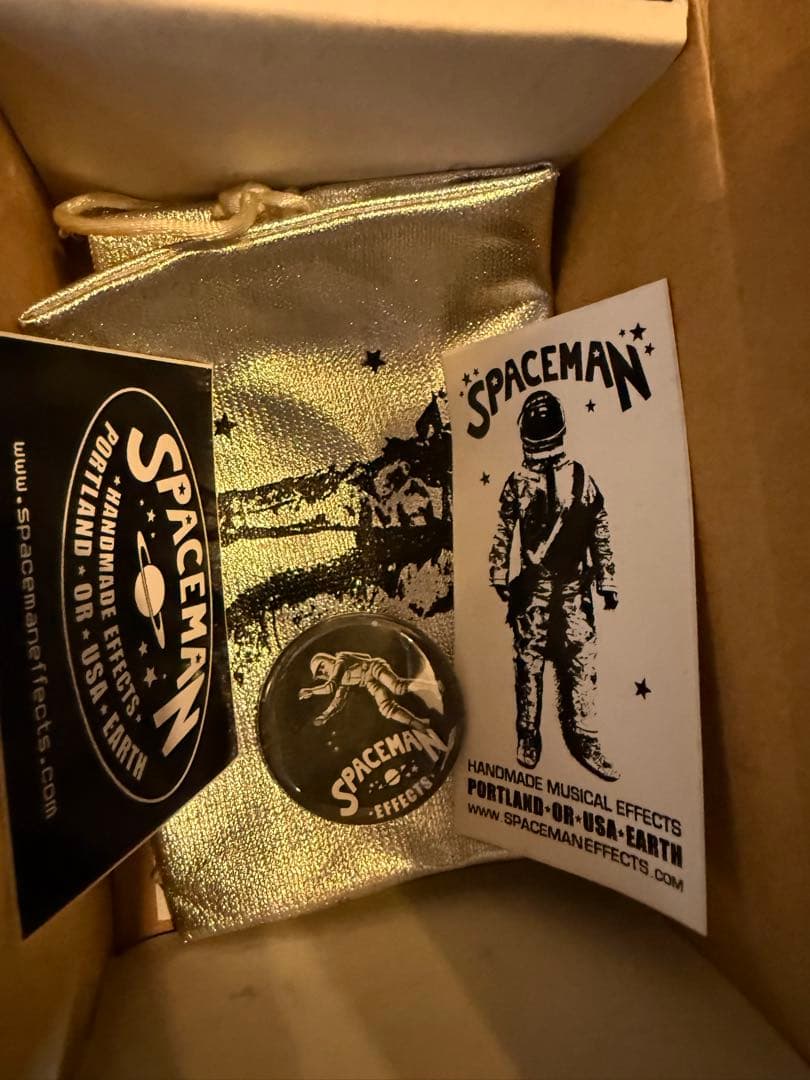 SPACEMAN
HANDMADE EFFECTS
PORTLAND ★ OR ★ USA ★ EARTH
www.spacemaneffects.com
SPACEMAN
EFFECTS
SPACEMAN
HANDMADE MUSICAL EFFECTS
PORTLAND★OR★USA★EARTH
WWW.SPACEMANEFFECTS.COM